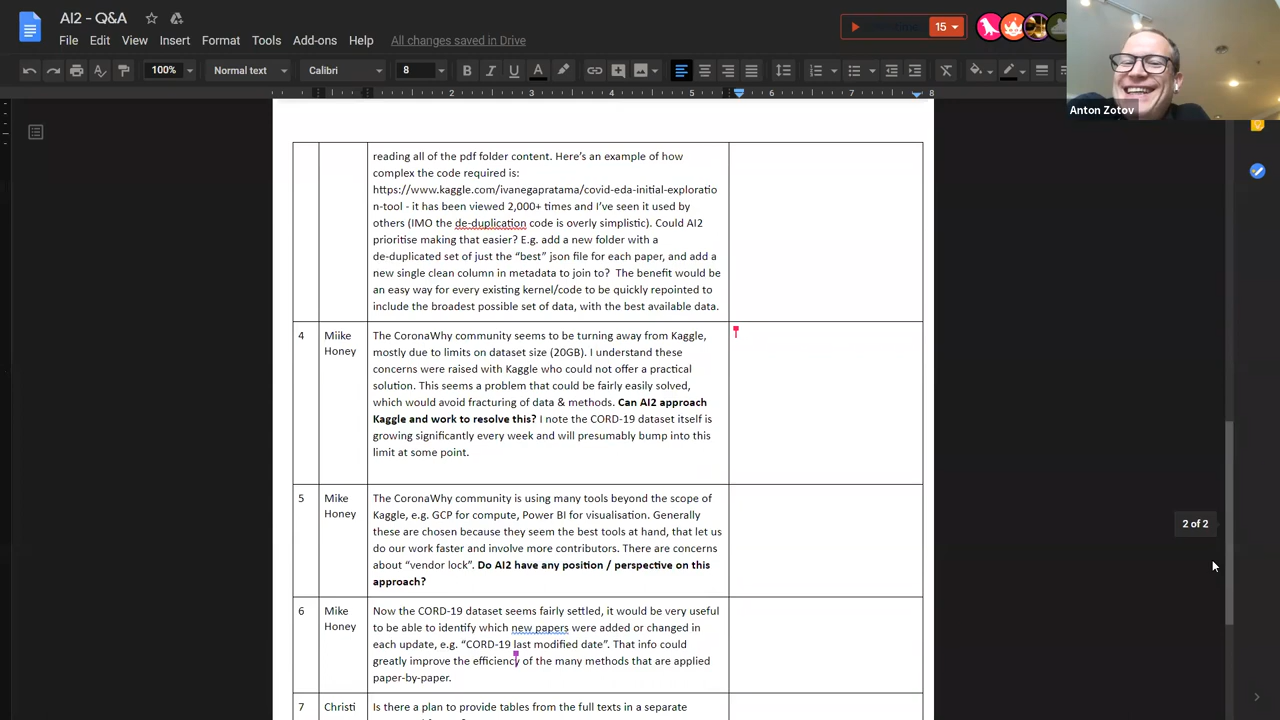 AI2 - Q&A
File Edit View Insert Format Tools Addons Help All changes saved in Drive
15
100% Normal text Calibri 8 B I U A
2 3 4 5 6 7 8
Anton Zotov
reading all of the pdf folder content. Here's an example of how
complex the code required is:
https://www.kaggle.com/ivanegapratama/covid-eda-initial-exploratio
n-tool - it has been viewed 2,000+ times and I've seen it used by
others (IMO the de-duplication code is overly simplistic). Could AI2
prioritise making that easier? E.g. add a new folder with a
de-duplicated set of just the "best" json file for each paper, and add a
new single clean column in metadata to join to?  The benefit would be
an easy way for every existing kernel/code to be quickly repointed to
include the broadest possible set of data, with the best available data.
4
Miike
Honey
The CoronaWhy community seems to be turning away from Kaggle,
mostly due to limits on dataset size (20GB). I understand these
concerns were raised with Kaggle who could not offer a practical
solution. This seems a problem that could be fairly easily solved,
which would avoid fracturing of data & methods. Can AI2 approach
Kaggle and work to resolve this? I note the CORD-19 dataset itself is
growing significantly every week and will presumably bump into this
limit at some point.
5
Mike
Honey
The CoronaWhy community is using many tools beyond the scope of
Kaggle, e.g. GCP for compute, Power BI for visualisation. Generally
these are chosen because they seem the best tools at hand, that let us
do our work faster and involve more contributors. There are concerns
about "vendor lock". Do AI2 have any position / perspective on this
approach?
2 of 2
6
Mike
Honey
Now the CORD-19 dataset seems fairly settled, it would be very useful
to be able to identify which new papers were added or changed in
each update, e.g. "CORD-19 last modified date". That info could
greatly improve the efficiency of the many methods that are applied
paper-by-paper.
7
Christi
Is there a plan to provide tables from the full texts in a separate